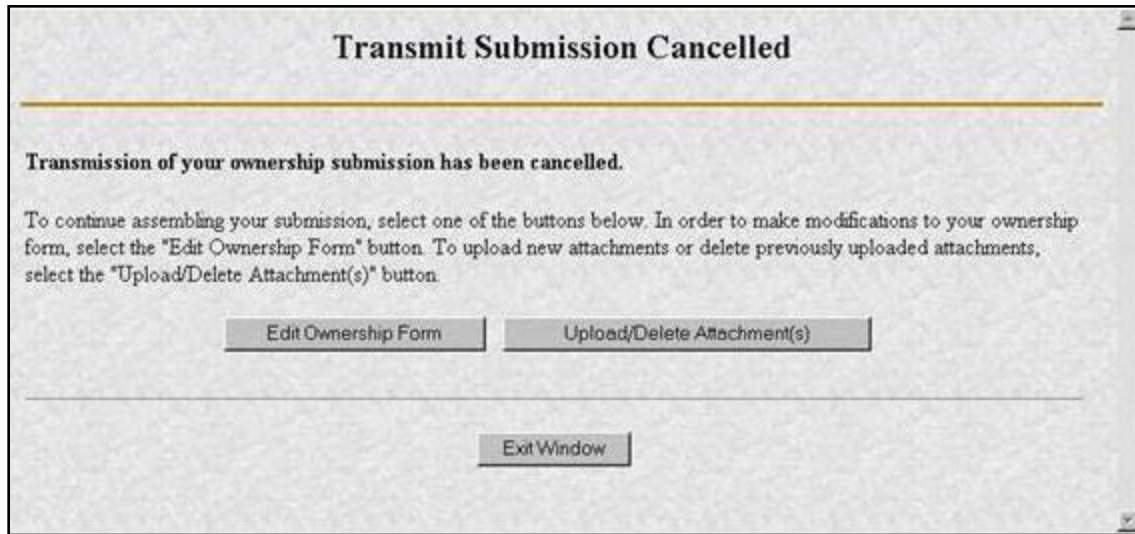 Transmit Submission Cancelled
Transmission of your ownership submission has been cancelled.
To continue assembling your submission, select one of the buttons below. In order to make modifications to your ownership
form, select the "Edit Ownership Form" button. To upload new attachments or delete previously uploaded attachments,
select the "Upload/Delete Attachment(s)" button.
Edit Ownership Form Upload/Delete Attachment(s)
Exit Window